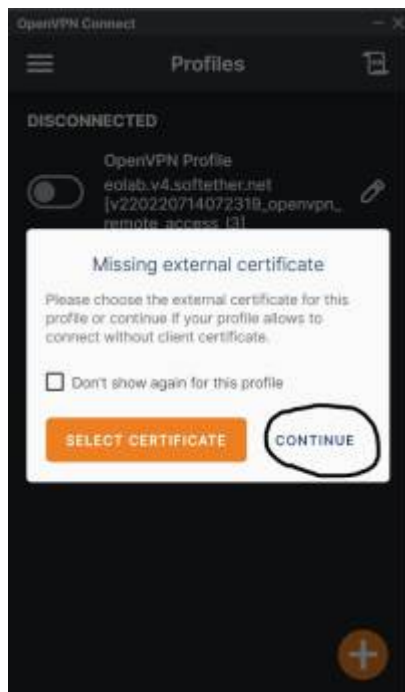 OpenVPN Connect
Profiles
DISCONNECTED
OpenVPN Profile
eolab.v4.softether.net
[v220220714072319_openvpn_
remote_access_l3]
Missing external certificate
Please choose the external certificate for this
profile or continue if your profile allows to
connect without client certificate.
Don't show again for this profile
SELECT CERTIFICATE
CONTINUE